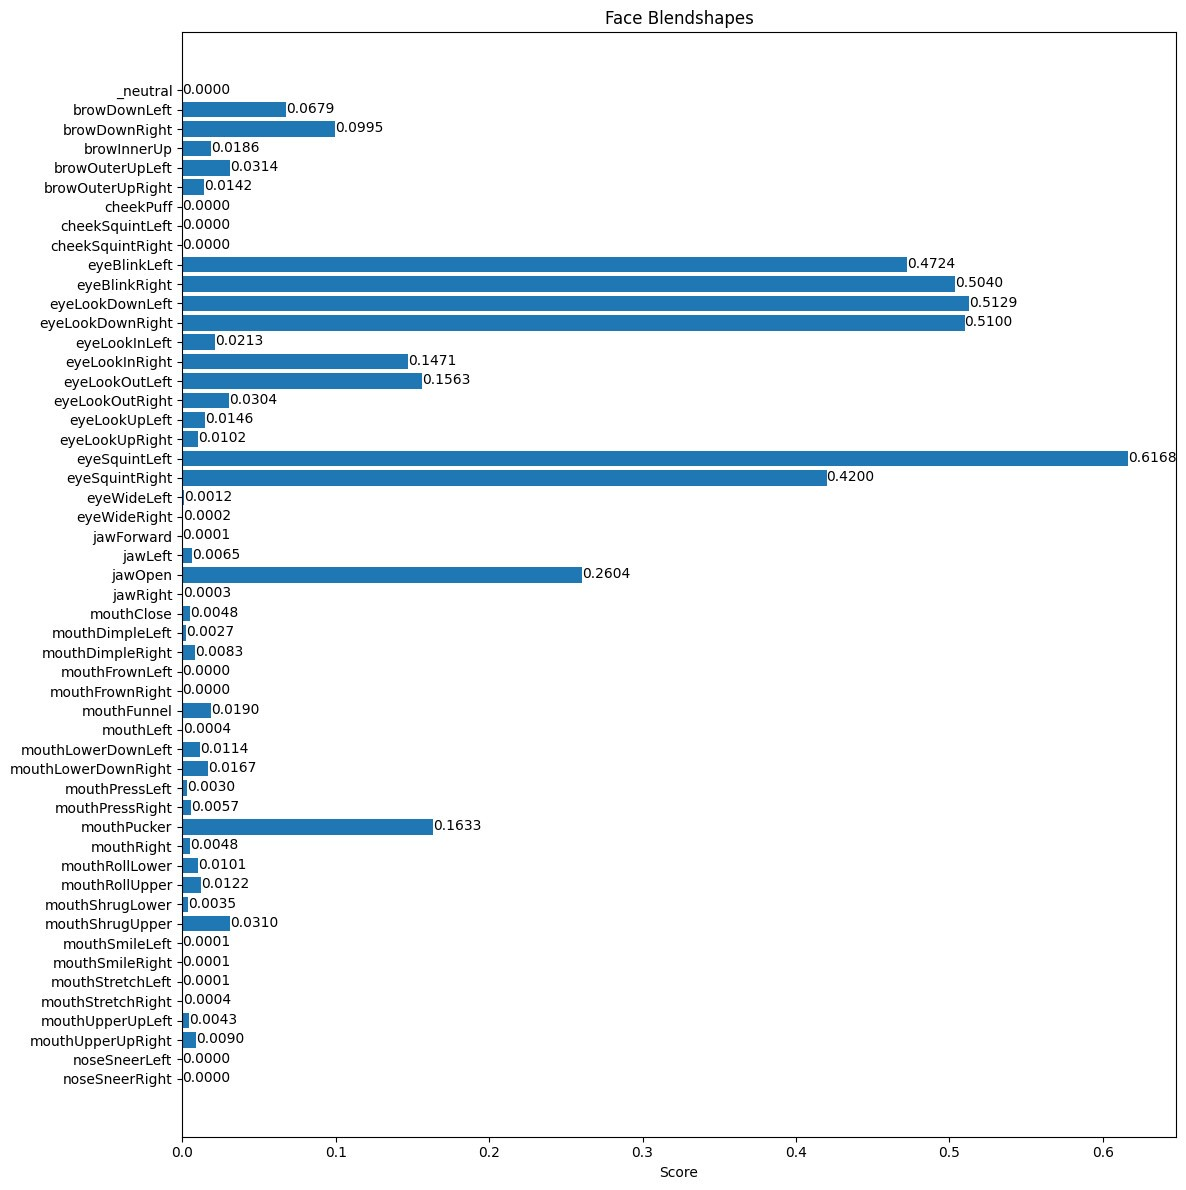 Face Blendshapes
_neutral 0.0000
browDownLeft 0.0679
browDownRight 0.0995
browInnerUp 0.0186
browOuterUpLeft 0.0314
browOuterUpRight 0.0142
cheekPuff 0.0000
cheekSquintLeft 0.0000
cheekSquintRight 0.0000
eyeBlinkLeft 0.4724
eyeBlinkRight 0.5040
eyeLookDownLeft 0.5129
eyeLookDownRight 0.5100
eyeLookInLeft 0.0213
eyeLookInRight 0.1471
eyeLookOutLeft 0.1563
eyeLookOutRight 0.0304
eyeLookUpLeft 0.0146
eyeLookUpRight 0.0102
eyeSquintLeft 0.6168
eyeSquintRight 0.4200
eyeWideLeft 0.0012
eyeWideRight 0.0002
jawForward 0.0001
jawLeft 0.0065
jawOpen 0.2604
jawRight 0.0003
mouthClose 0.0048
mouthDimpleLeft 0.0027
mouthDimpleRight 0.0083
mouthFrownLeft 0.0000
mouthFrownRight 0.0000
mouthFunnel 0.0190
mouthLeft 0.0004
mouthLowerDownLeft 0.0114
mouthLowerDownRight 0.0167
mouthPressLeft 0.0030
mouthPressRight 0.0057
mouthPucker 0.1633
mouthRight 0.0048
mouthRollLower 0.0101
mouthRollUpper 0.0122
mouthShrugLower 0.0035
mouthShrugUpper 0.0310
mouthSmileLeft 0.0001
mouthSmileRight 0.0001
mouthStretchLeft 0.0001
mouthStretchRight 0.0004
mouthUpperUpLeft 0.0043
mouthUpperUpRight 0.0090
noseSneerLeft 0.0000
noseSneerRight 0.0000
0.0 0.1 0.2 0.3 0.4 0.5 0.6
Score